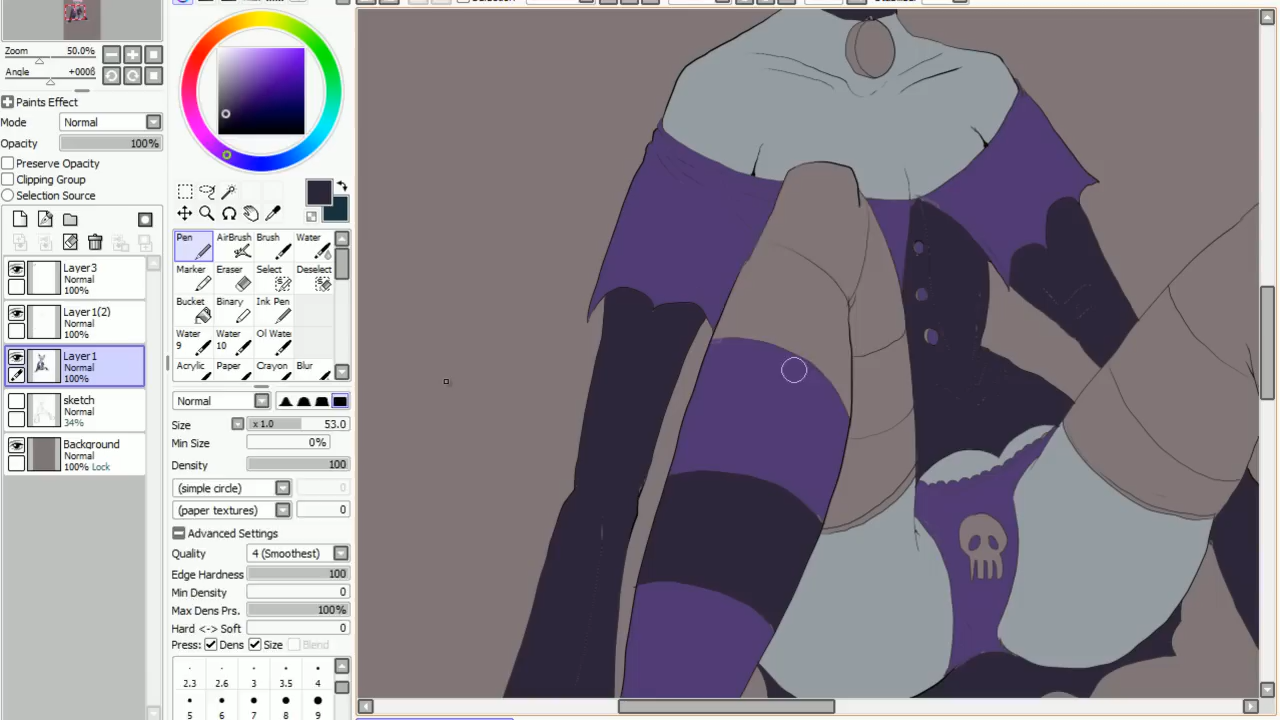 Zoom 50.0%
Angle +000ß
Paints Effect
Mode Normal
Opacity 100%
Preserve Opacity
Clipping Group
Selection Source
Layer3
Normal
100%
Layer1(2)
Normal
100%
Layer1
Normal
100%
sketch
Normal
34%
Background
Normal
100% Lock
Pen AirBrush Brush Water
Marker Eraser Select Deselect
Bucket Binary Ink Pen
Water 9 Water 10 Oil Wate
Acrylic Paper Crayon Blur
Normal
Size x 1.0 53.0
Min Size 0%
Density 100
(simple circle)
(paper textures) 0
Advanced Settings
Quality 4 (Smoothest)
Edge Hardness 100
Min Density 0
Max Dens Prs. 100%
Hard <-> Soft 0
Press: Dens Size Blend
2.3 2.6 3 3.5 4
5 6 7 8 9